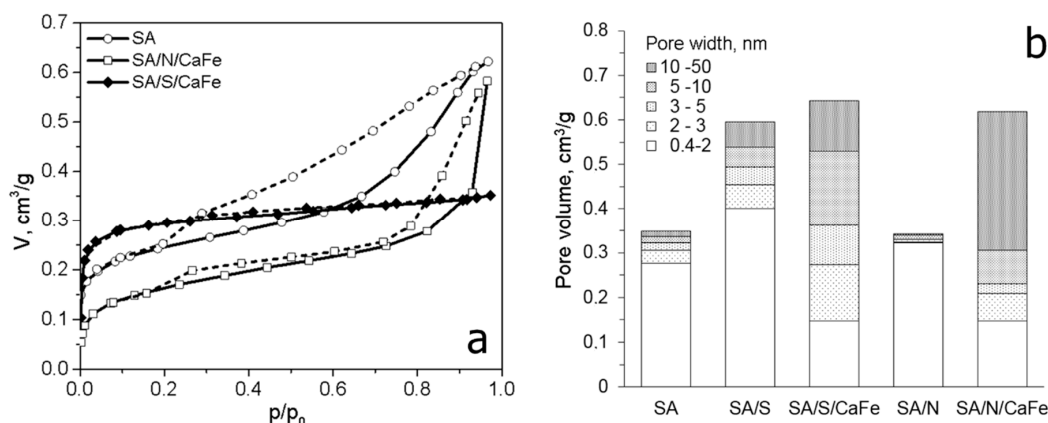 a
SA
SA/N/CaFe
SA/S/CaFe
V, cm³/g
0.7
0.6
0.5
0.4
0.3
0.2
0.1
0.0
0.0 0.2 0.4 0.6 0.8 1.0
p/p₀
b
Pore width, nm
10 -50
5 -10
3 - 5
2 - 3
0.4-2
Pore volume, cm³/g
0.8
0.7
0.6
0.5
0.4
0.3
0.2
0.1
0
SA SA/S SA/S/CaFe SA/N SA/N/CaFe